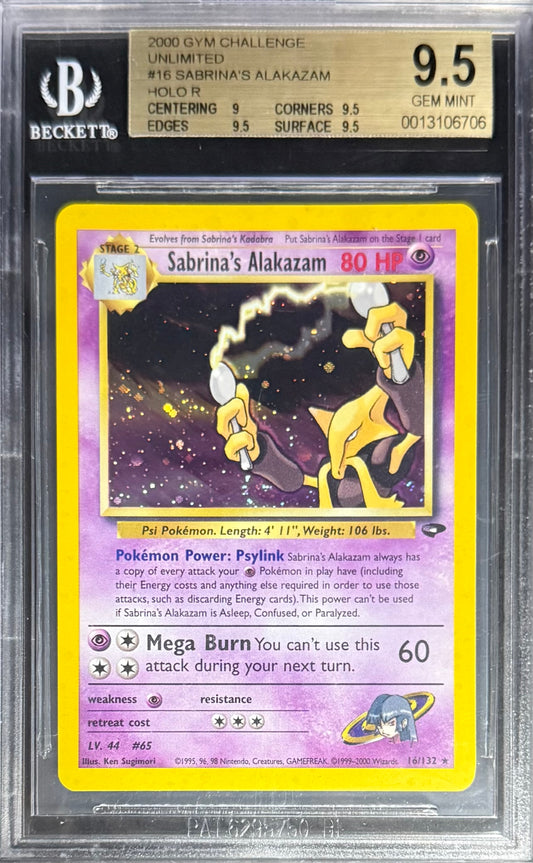 2000 GYM CHALLENGE
UNLIMITED
#16 SABRINA'S ALAKAZAM
HOLO R
CENTERING 9 CORNERS 9.5
EDGES 9.5 SURFACE 9.5
9.5
GEM MINT
0013106706
B
BECKETT®
Evolves from Sabrina's Kadabra Put Sabrina's Alakazam on the Stage 1 card
STAGE 2
Sabrina's Alakazam 80 HP
Psi Pokémon. Length: 4' 11", Weight: 106 lbs.
Pokémon Power: Psylink Sabrina's Alakazam always has
a copy of every attack your Pokémon in play have (including
their Energy costs and anything else required in order to use those
attacks, such as discarding Energy cards). This power can't be used
if Sabrina's Alakazam is Asleep, Confused, or Paralyzed.
Mega Burn You can't use this
attack during your next turn.
60
weakness resistance
retreat cost
LV. 44 #65
Illus. Ken Sugimori ©1995, 96, 98 Nintendo, Creatures, GAMEFREAK. ©1999-2000 Wizards. 16/132 ★